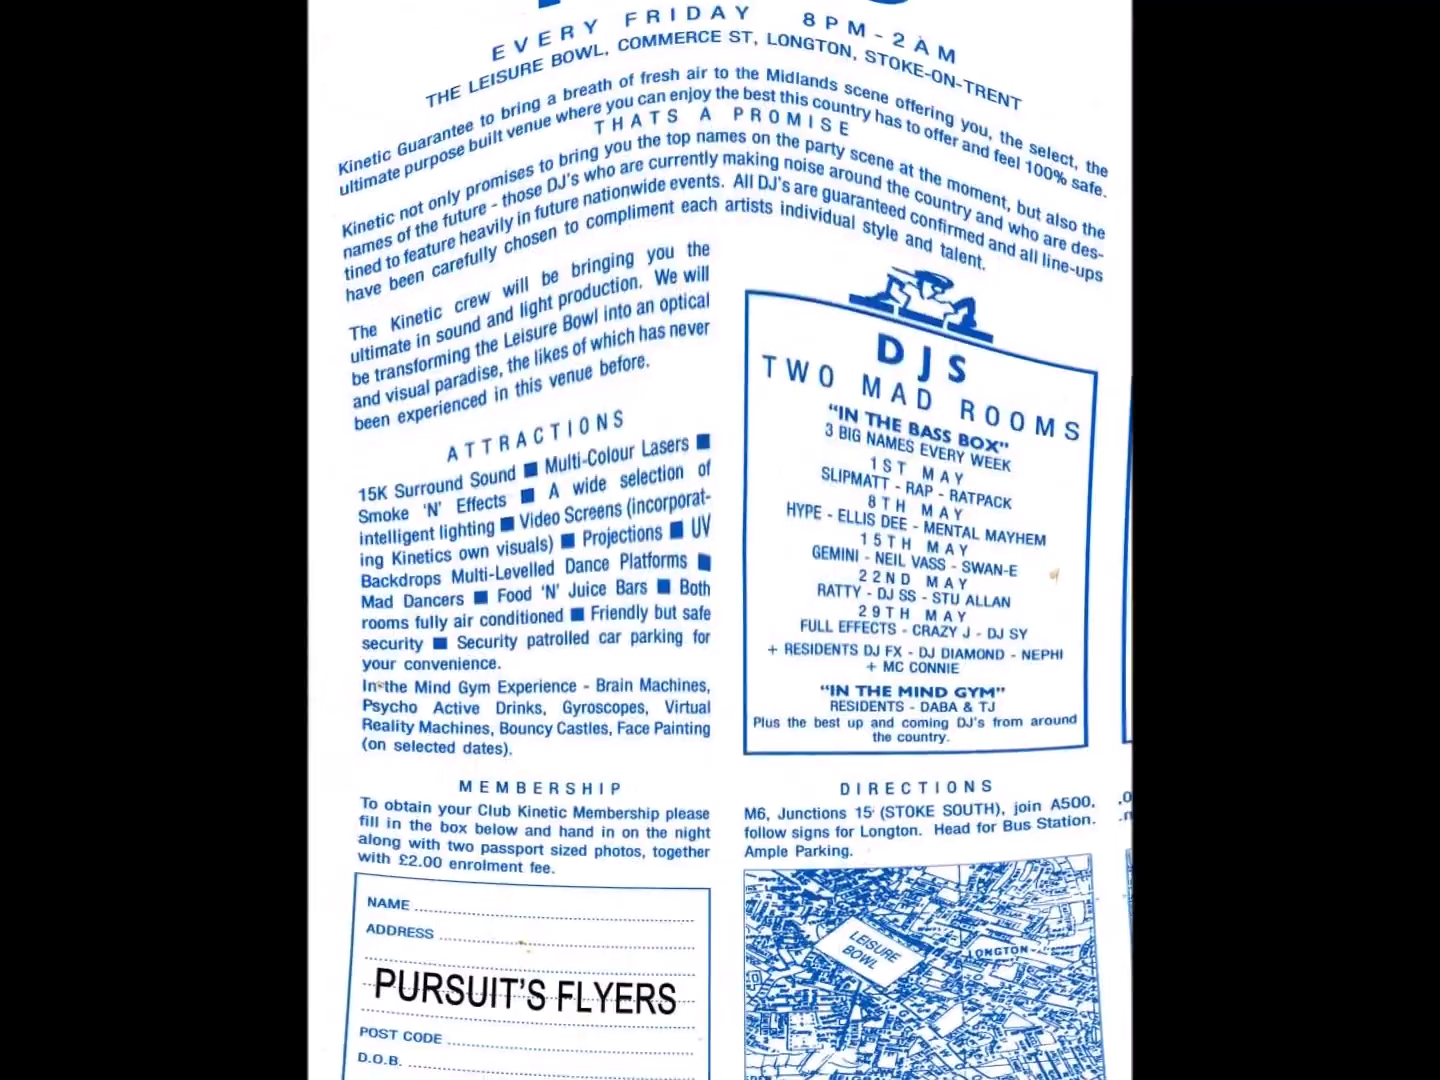 EVERY FRIDAY 8PM-2AM
THE LEISURE BOWL, COMMERCE ST, LONGTON, STOKE-ON-TRENT
Kinetic Guarantee to bring a breath of fresh air to the Midlands scene offering you, the select, the
ultimate purpose built venue where you can enjoy the best this country has to offer and feel 100% safe.
THATS A PROMISE
Kinetic not only promises to bring you the top names on the party scene at the moment, but also the
names of the future - those DJ's who are currently making noise around the country and who are des-
tined to feature heavily in future nationwide events. All DJ's are guaranteed confirmed and all line-ups
have been carefully chosen to compliment each artists individual style and talent.
The Kinetic crew will be bringing you the
ultimate in sound and light production. We will
be transforming the Leisure Bowl into an optical
and visual paradise, the likes of which has never
been experienced in this venue before.
ATTRACTIONS
15K Surround Sound ■ Multi-Colour Lasers ■
Smoke 'N' Effects ■ A wide selection of
intelligent lighting ■ Video Screens (incorporat-
ing Kinetics own visuals) ■ Projections ■ UV
Backdrops Multi-Levelled Dance Platforms ■
Mad Dancers ■ Food 'N' Juice Bars ■ Both
rooms fully air conditioned ■ Friendly but safe
security ■ Security patrolled car parking for
your convenience.
In the Mind Gym Experience - Brain Machines,
Psycho Active Drinks, Gyroscopes, Virtual
Reality Machines, Bouncy Castles, Face Painting
(on selected dates).
DJS
TWO MAD ROOMS
"IN THE BASS BOX"
3 BIG NAMES EVERY WEEK
1ST MAY
SLIPMATT - RAP - RATPACK
8TH MAY
HYPE - ELLIS DEE - MENTAL MAYHEM
15TH MAY
GEMINI - NEIL VASS - SWAN-E
22ND MAY
RATTY - DJ SS - STU ALLAN
29TH MAY
FULL EFFECTS - CRAZY J - DJ SY
+ RESIDENTS DJ FX - DJ DIAMOND - NEPHI
+ MC CONNIE
"IN THE MIND GYM"
RESIDENTS - DABA & TJ
Plus the best up and coming DJ's from around
the country.
MEMBERSHIP
To obtain your Club Kinetic Membership please
fill in the box below and hand in on the night
along with two passport sized photos, together
with £2.00 enrolment fee.
NAME
ADDRESS
PURSUIT'S FLYERS
POST CODE
D.O.B.
DIRECTIONS
M6, Junctions 15 (STOKE SOUTH), join A500,
follow signs for Longton. Head for Bus Station.
Ample Parking.
LEISURE
BOWL
LONGTON